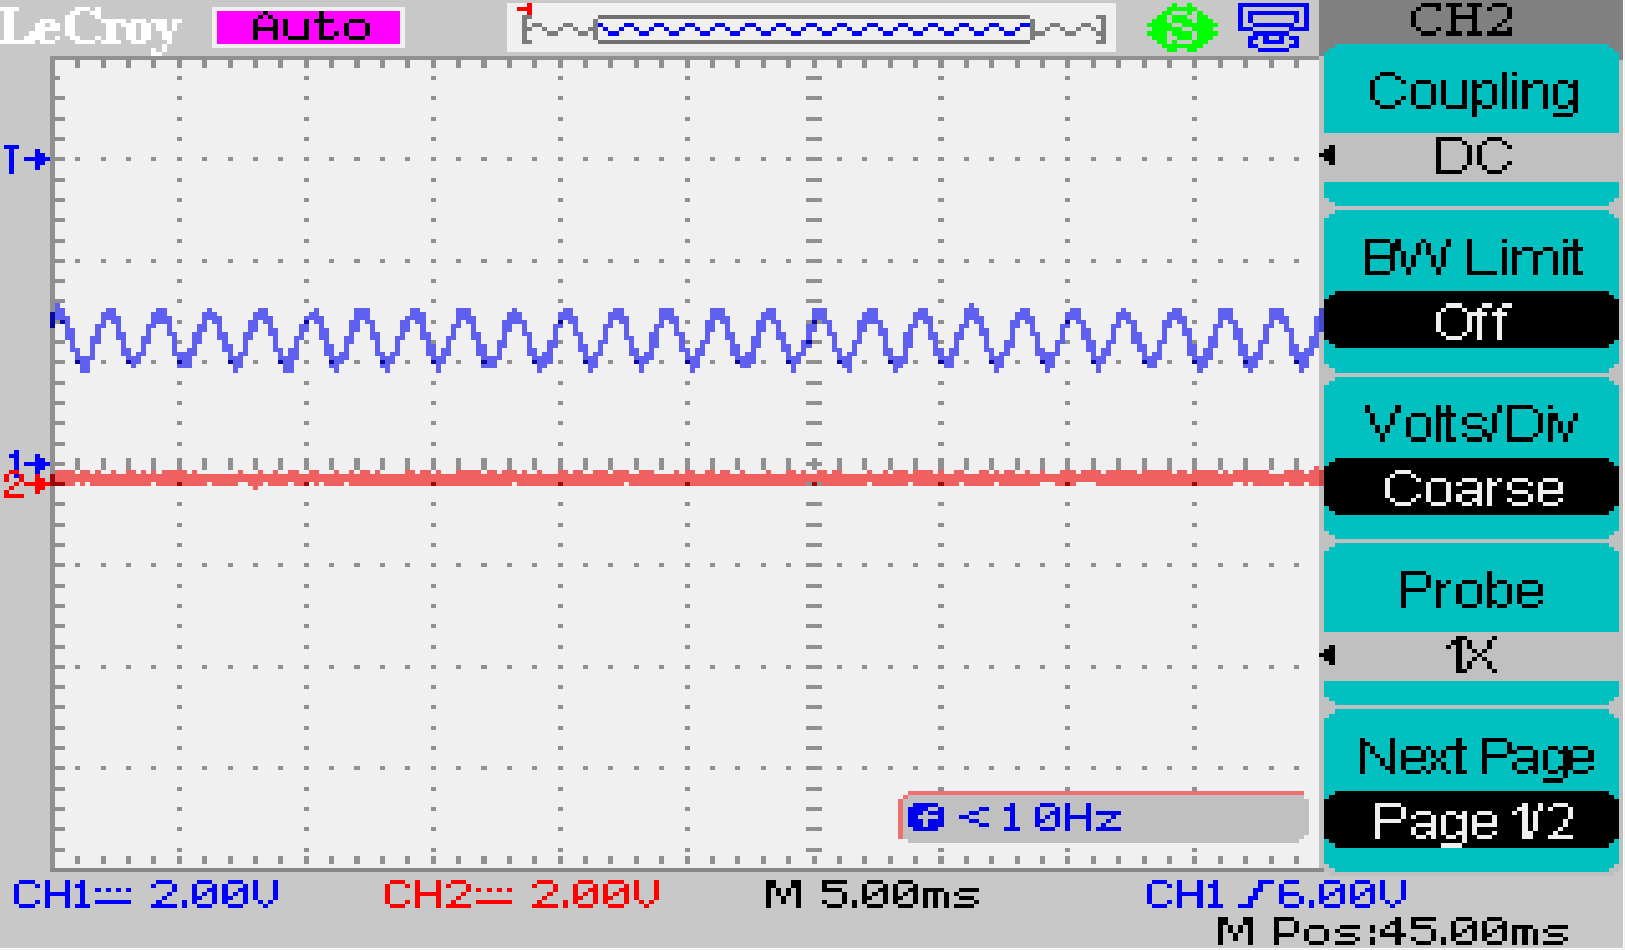 LeCroy Auto CH2
Coupling
DC
T
BW Limit
Off
Volts/Div
1
Coarse
2
Probe
1X
Next Page
f <10Hz
Page 1/2
CH1 2.00V CH2 2.00V M 5.00ms CH1 6.00V
M Pos:45.00ms